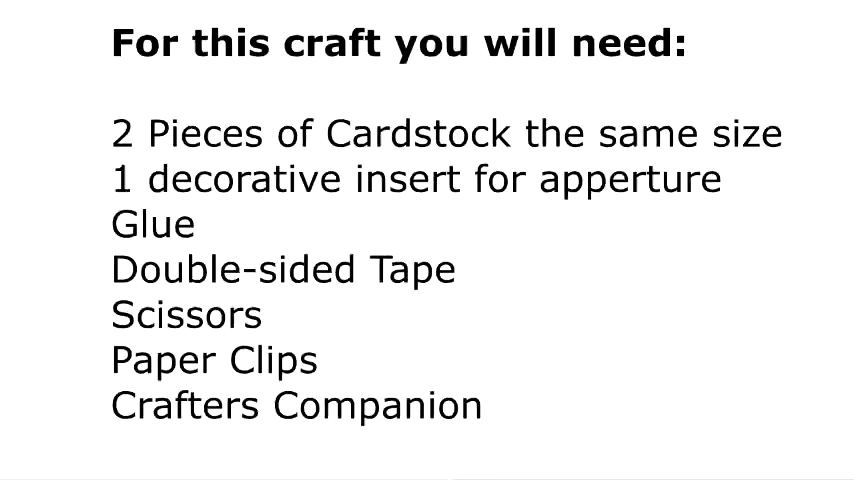 For this craft you will need:
2 Pieces of Cardstock the same size
1 decorative insert for apperture
Glue
Double-sided Tape
Scissors
Paper Clips
Crafters Companion